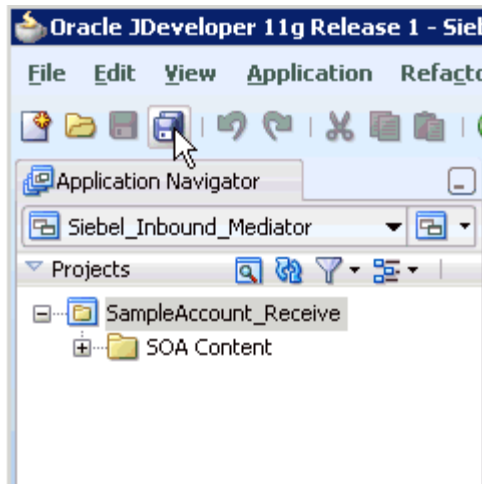 Oracle JDeveloper 11g Release 1 - Sieb
File Edit View Application Refacto
Application Navigator
Siebel_Inbound_Mediator
Projects
SampleAccount_Receive
SOA Content